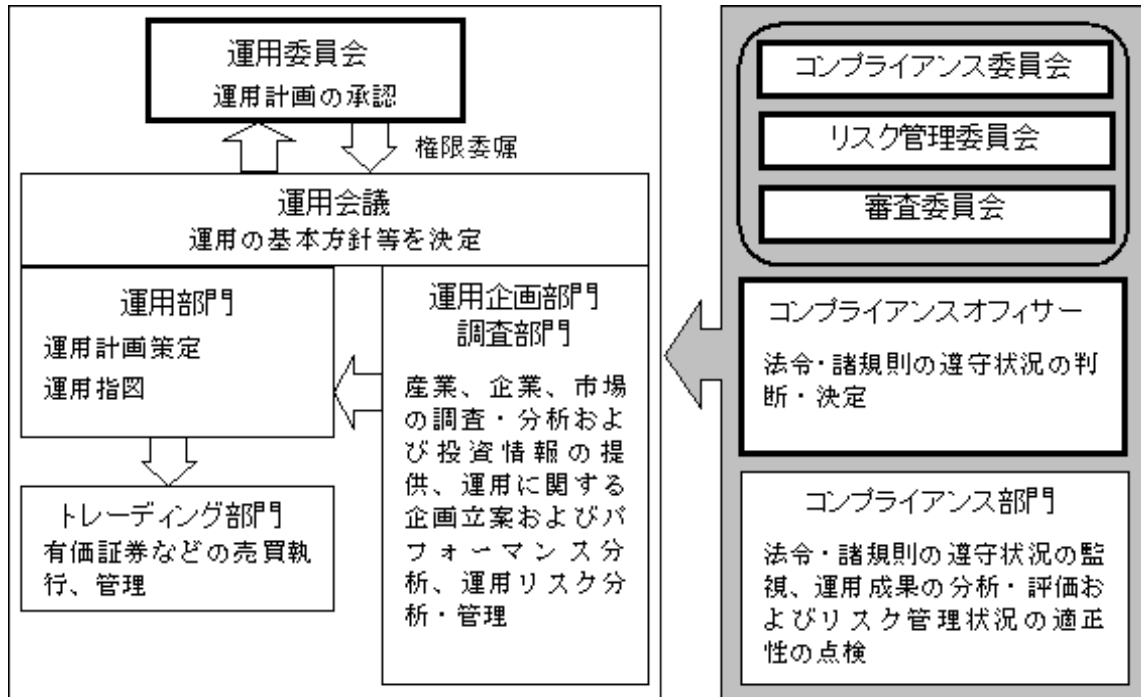 運用委員会
運用計画の承認
権限委嘱
運用会議
運用の基本方針等を決定
運用部門
運用計画策定
運用指図
運用企画部門
調査部門
産業、企業、市場
の調査・分析およ
び投資情報の提
供、運用に関する
企画立案およびパ
フォーマンス分
析、運用リスク分
析・管理
トレーディング部門
有価証券などの売買執
行、管理
コンプライアンス委員会
リスク管理委員会
審査委員会
コンプライアンスオフィサー
法令・諸規則の遵守状況の判
断・決定
コンプライアンス部門
法令・諸規則の遵守状況の監
視、運用成果の分析・評価お
よびリスク管理状況の適正
性の点検